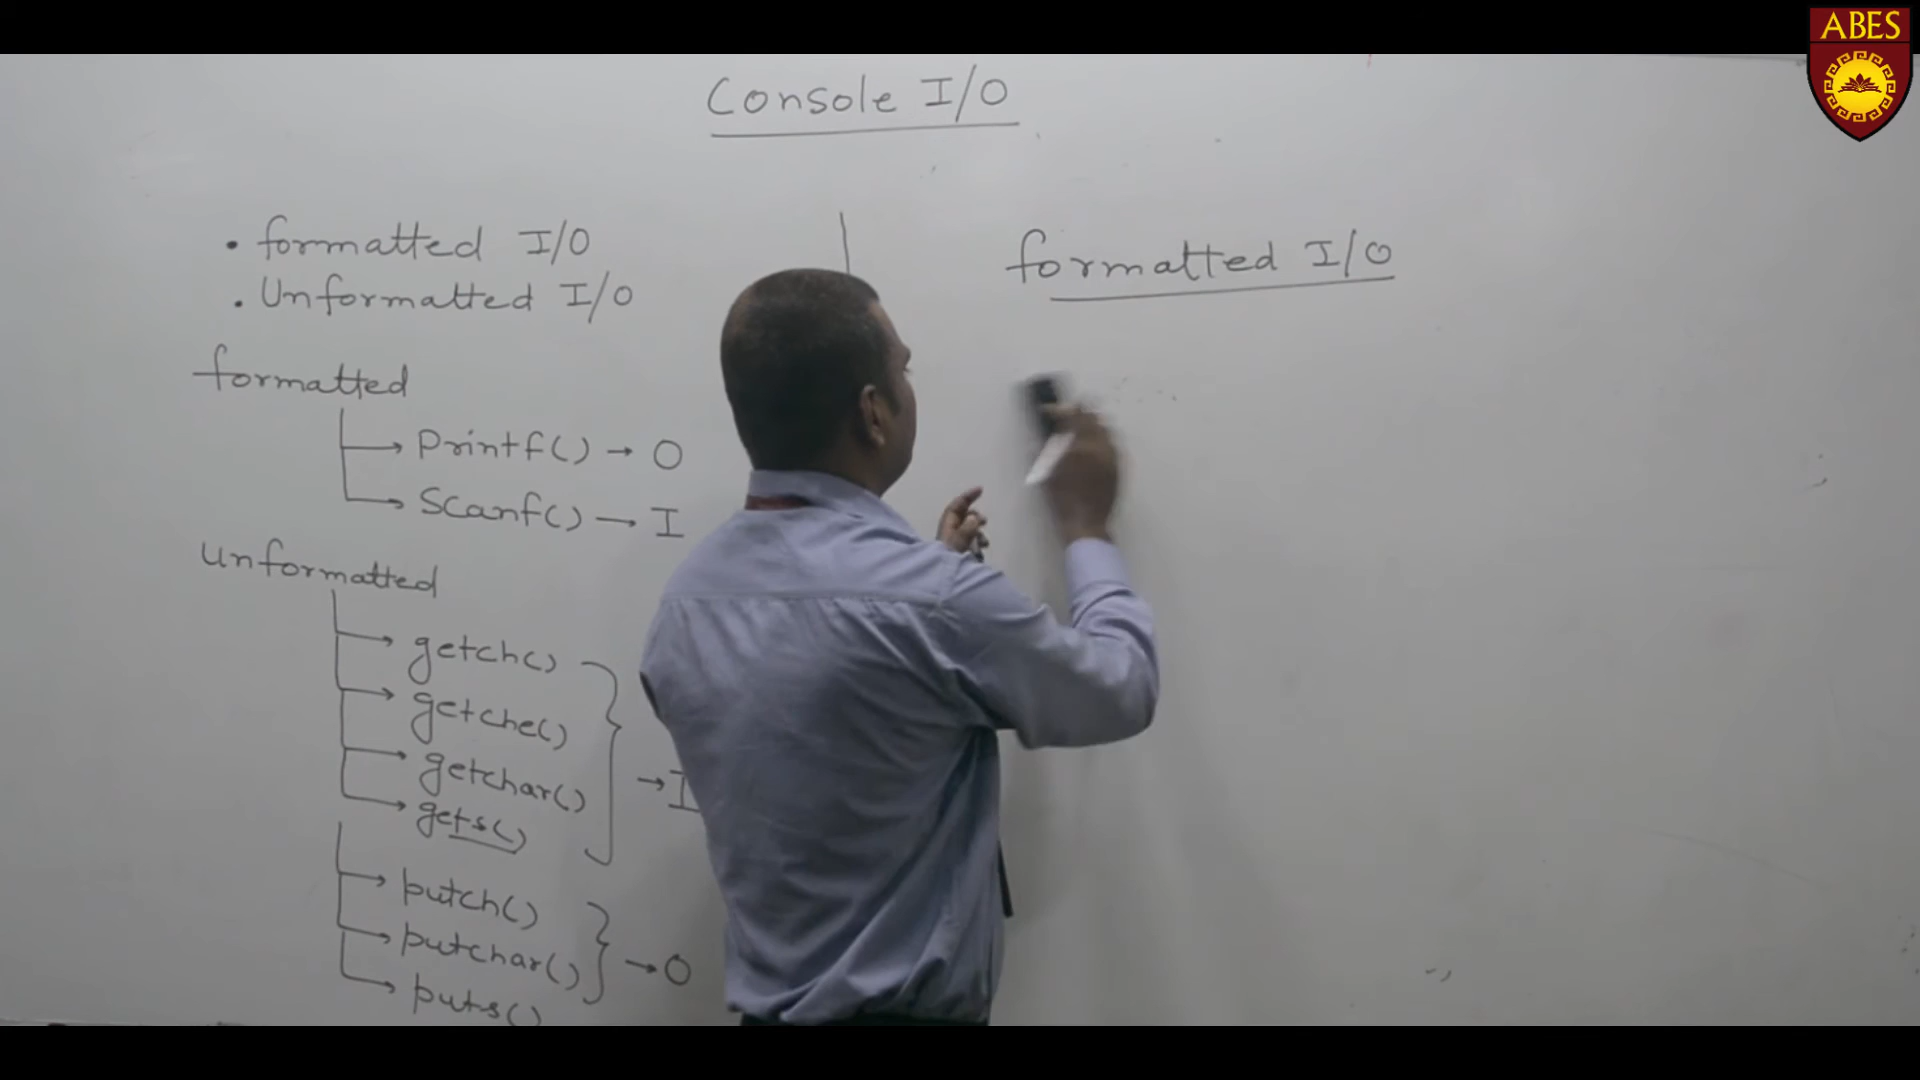 ABES
Console I/O
• formatted I/O
• Unformatted I/O
formatted
Printf() → O
Scanf() → I
Unformatted
getch()
getche()
getchar()
gets()
→ I
putch()
putchar()
puts()
→ O
formatted I/O